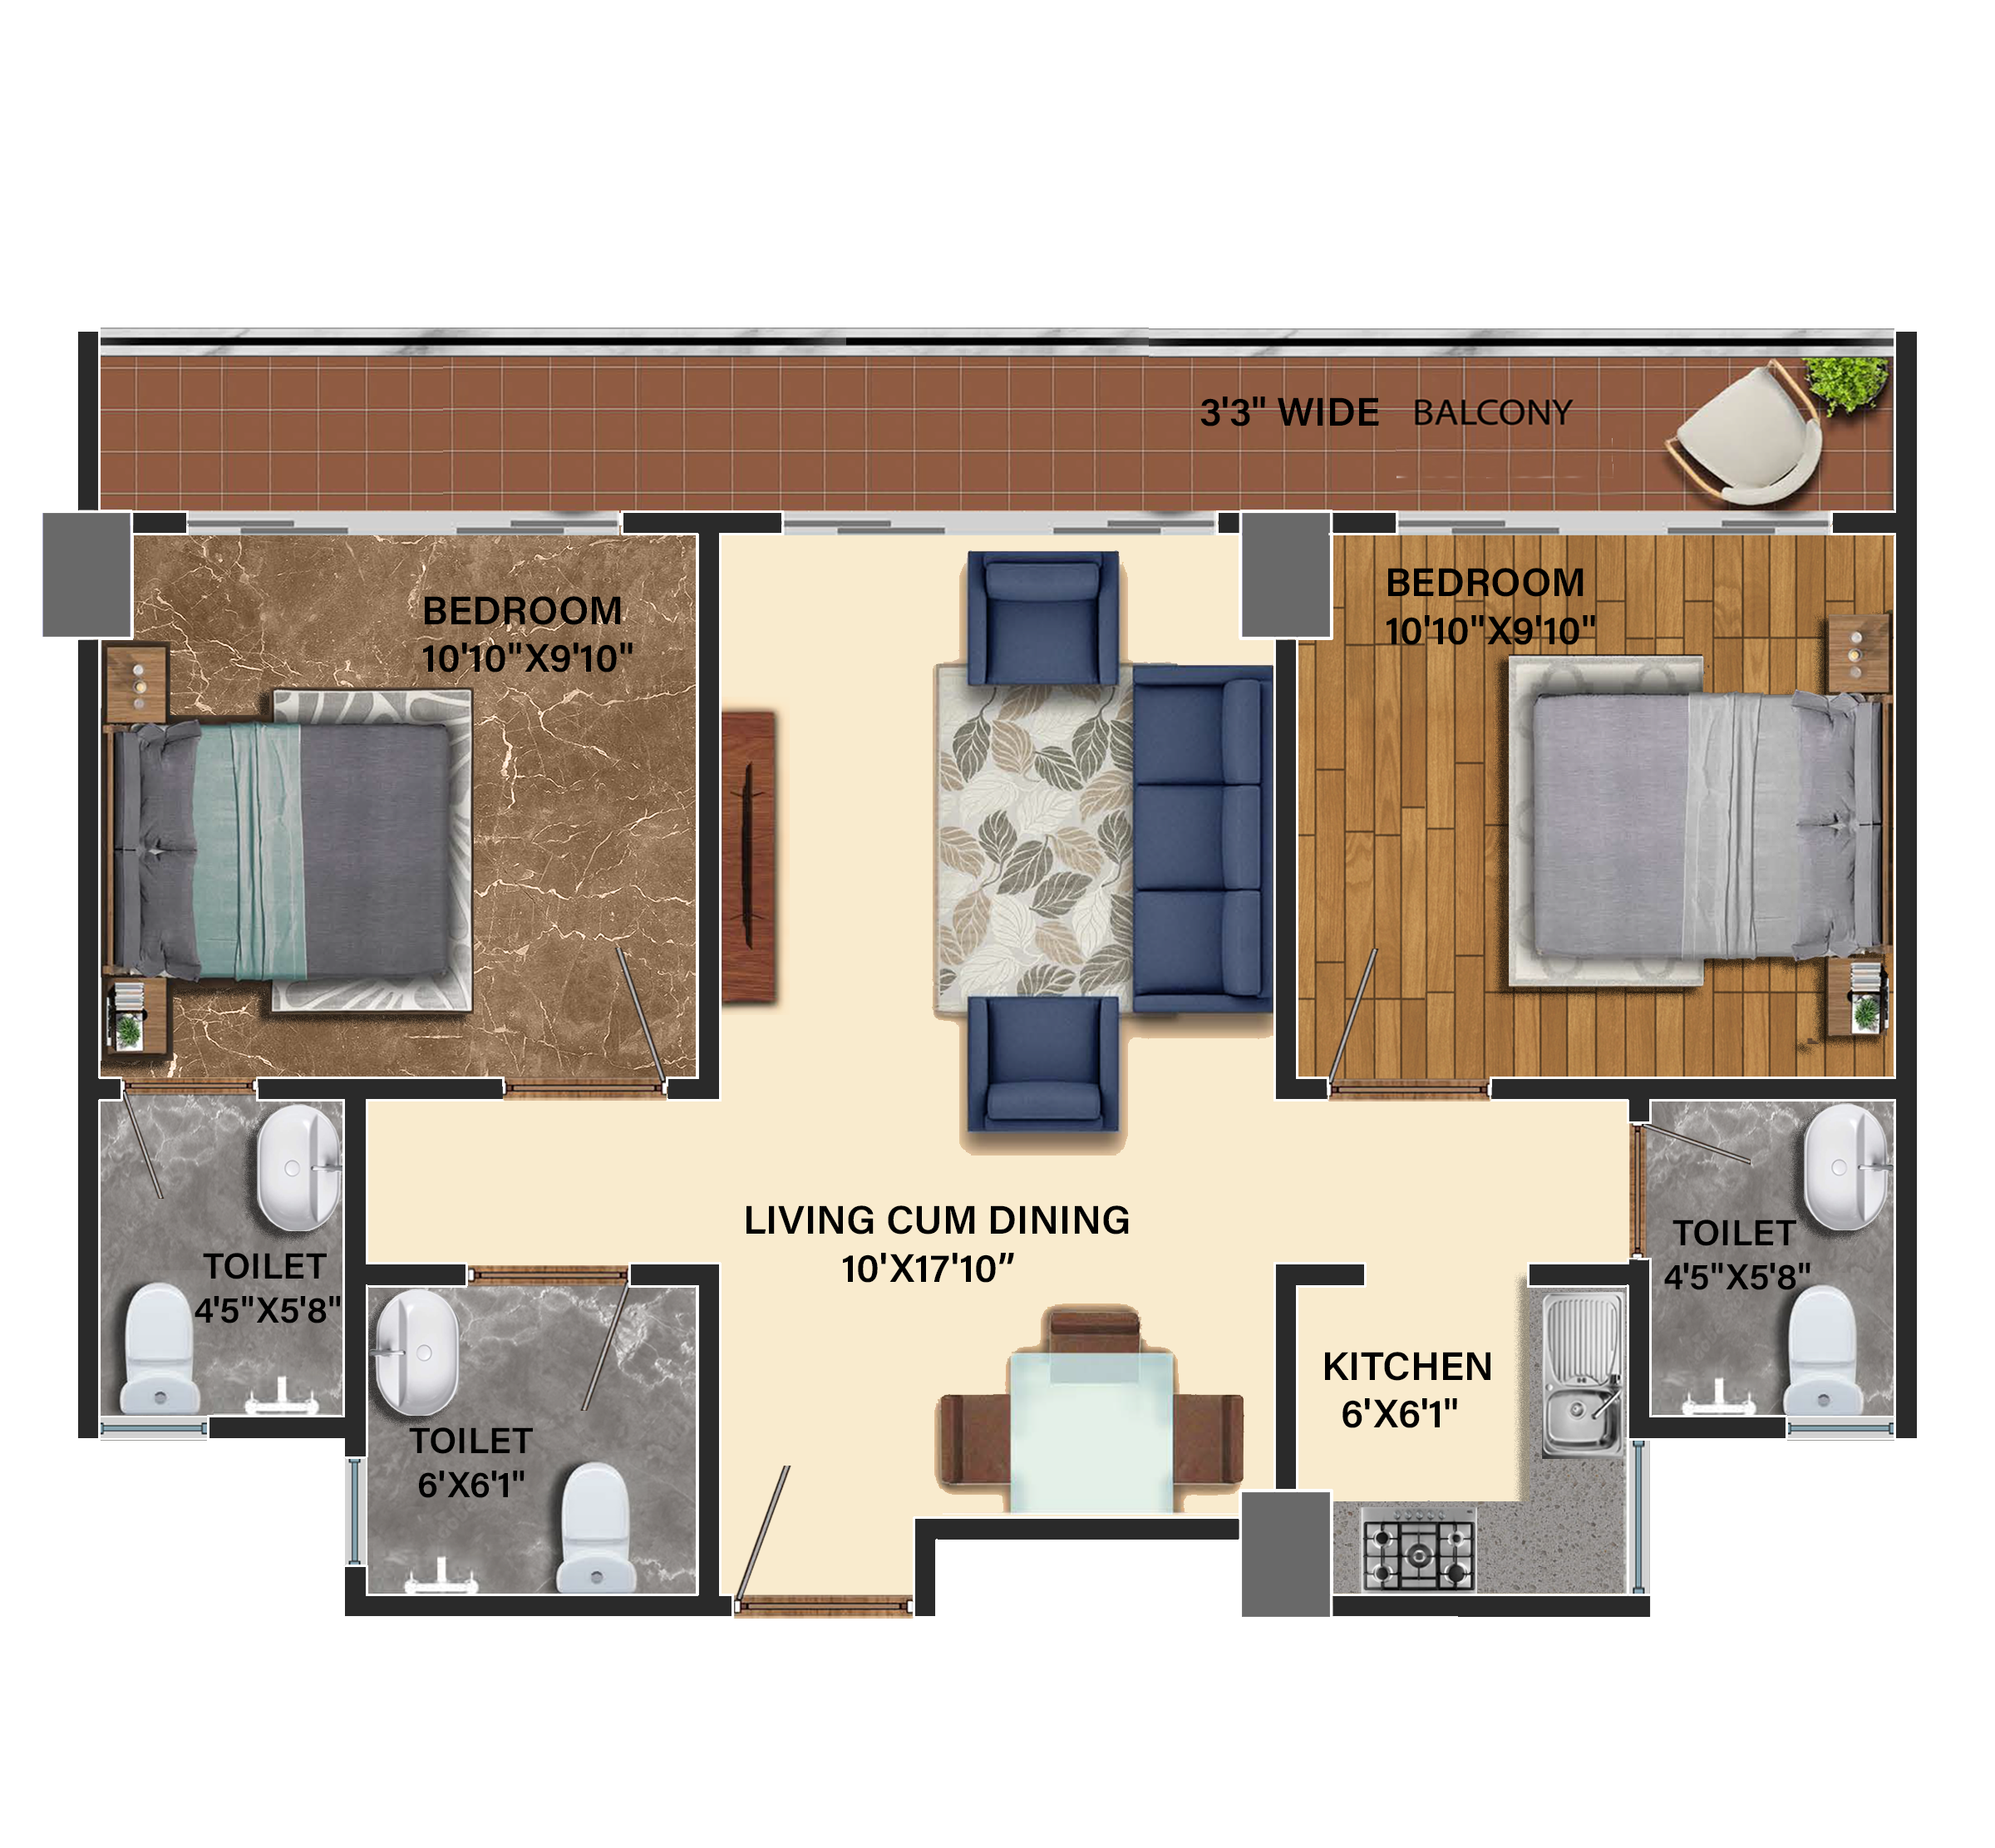 3'3" WIDE BALCONY
BEDROOM
10'10"X9'10"
BEDROOM
10'10"X9'10"
LIVING CUM DINING
10'X17'10”
TOILET
4'5"X5'8"
TOILET
4'5"X5'8"
KITCHEN
6'X6'1"
TOILET
6'X6'1"